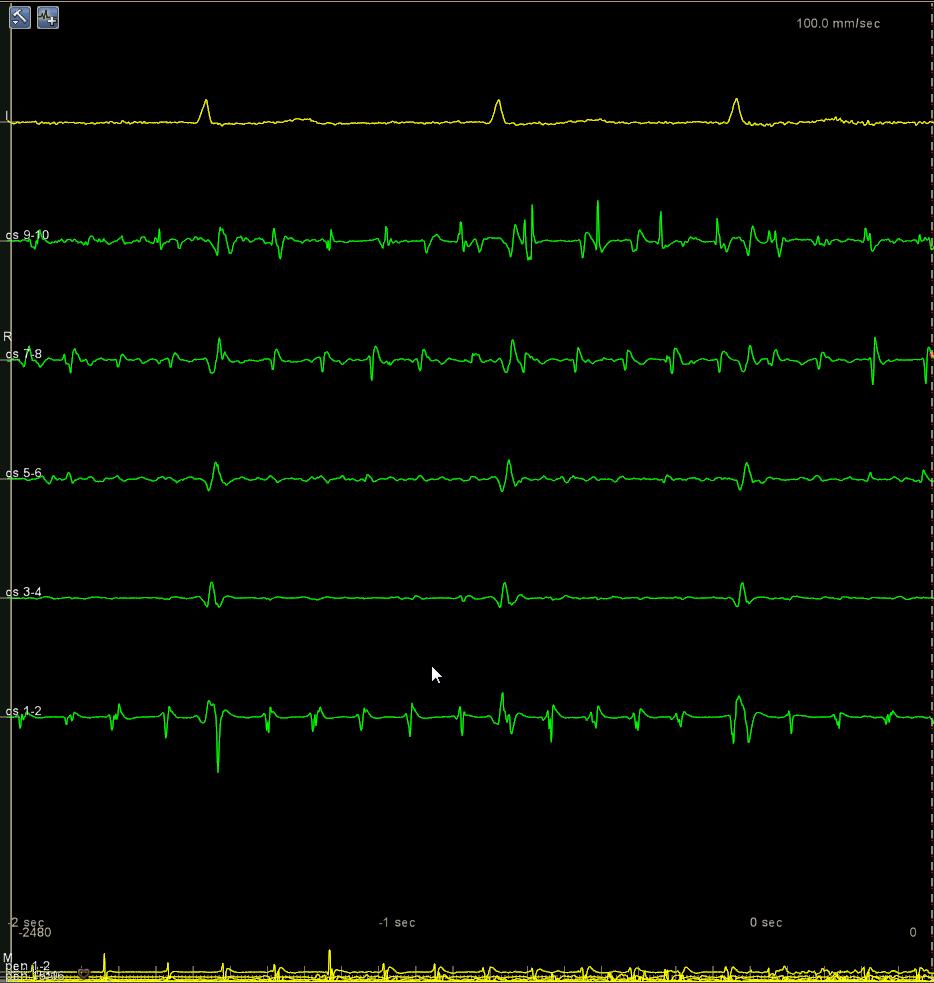 100.0 mm/sec
I
cs 9-10
R
cs 7-8
cs 5-6
cs 3-4
cs 1-2
-2 sec
-1 sec
0 sec
-2480
0
M
pen 1-2